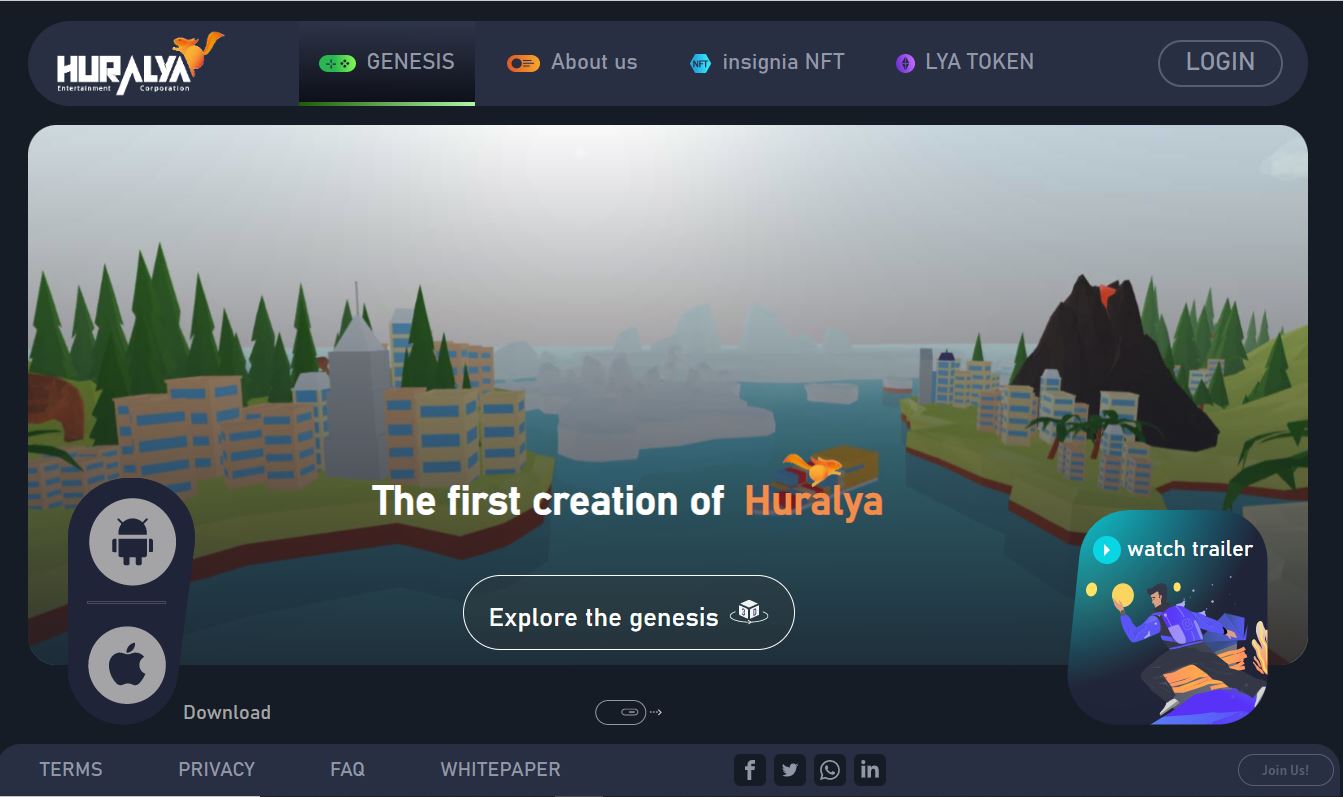 HURALYA
Entertainment Corporation
GENESIS
About us
NFT
insignia NFT
LYA TOKEN
LOGIN
The first creation of Huralya
watch trailer
Explore the genesis
Download
TERMS
PRIVACY
FAQ
WHITEPAPER
Join Us!